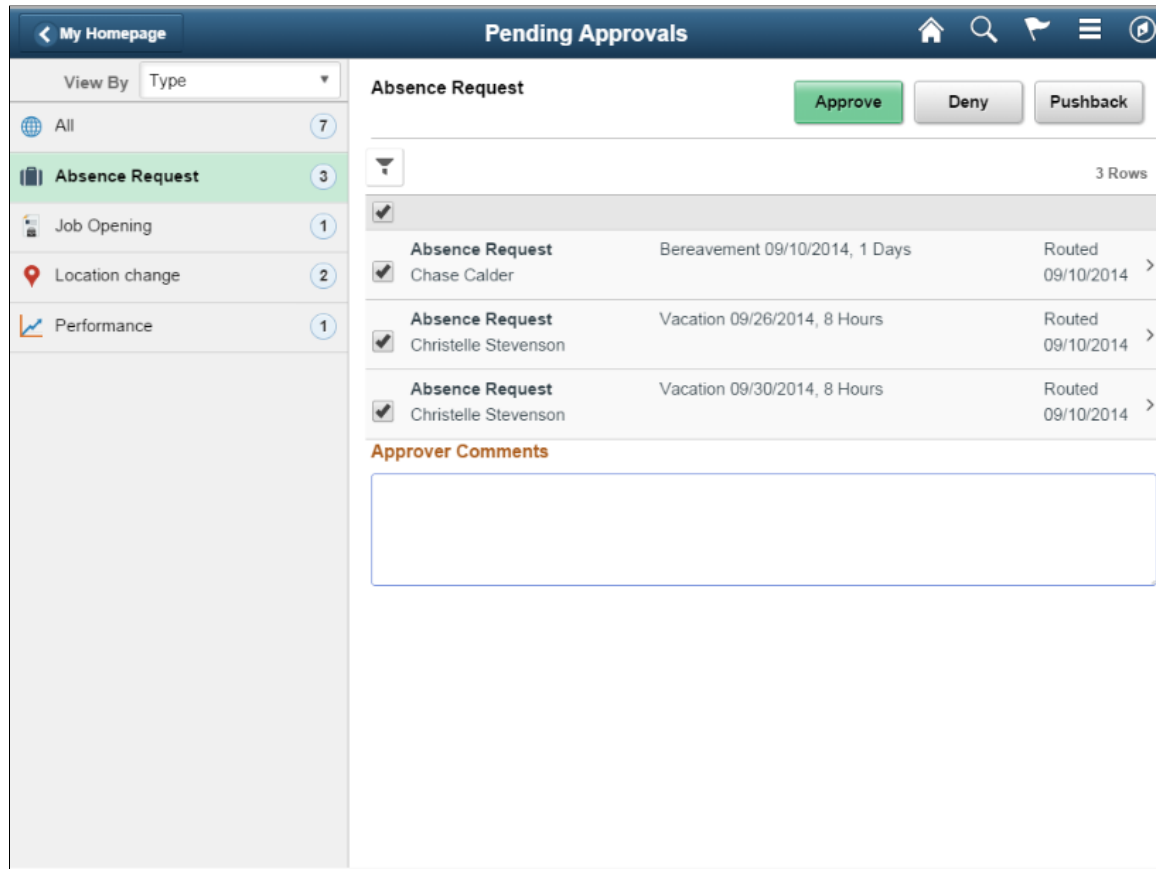 My Homepage
Pending Approvals
View By Type
All 7
Absence Request 3
Job Opening 1
Location change 2
Performance 1
Absence Request
Approve Deny Pushback
3 Rows
Absence Request Bereavement 09/10/2014, 1 Days Routed
Chase Calder 09/10/2014
Absence Request Vacation 09/26/2014, 8 Hours Routed
Christelle Stevenson 09/10/2014
Absence Request Vacation 09/30/2014, 8 Hours Routed
Christelle Stevenson 09/10/2014
Approver Comments